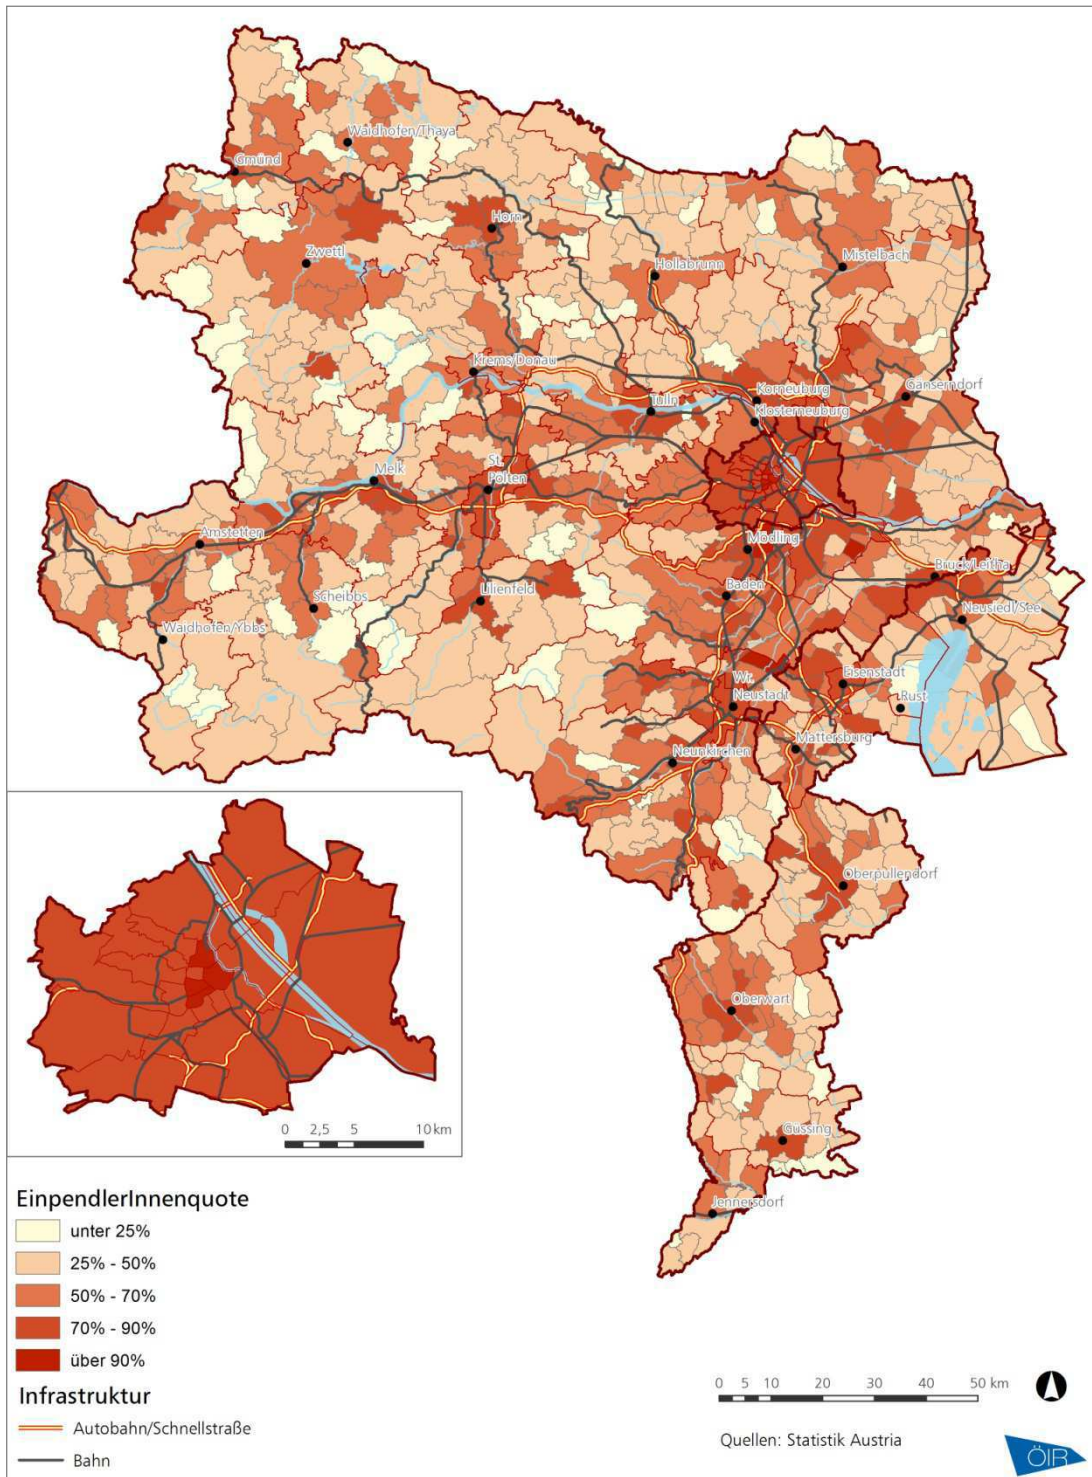 Waidhofen/Thaya
Gmünd
Horn
Zwettl
Hollabrunn
Mistelbach
Krems/Donau
Korneuburg
Gänserndorf
Tulln
Klosterneuburg
St.
Pölten
Melk
Amstetten
Mödling
Bruck/Leitha
Baden
Lilienfeld
Scheibbs
Neusiedl/See
Waidhofen/Ybbs
Wr.
Neustadt
Eisenstadt
Rust
Mattersburg
Neunkirchen
Oberpullendorf
Oberwart
Güssing
Jennersdorf
0 2,5 5 10 km
EinpendlerInnenquote
unter 25%
25% - 50%
50% - 70%
70% - 90%
über 90%
Infrastruktur
Autobahn/Schnellstraße
Bahn
0 5 10 20 30 40 50 km
Quellen: Statistik Austria
ÖIR